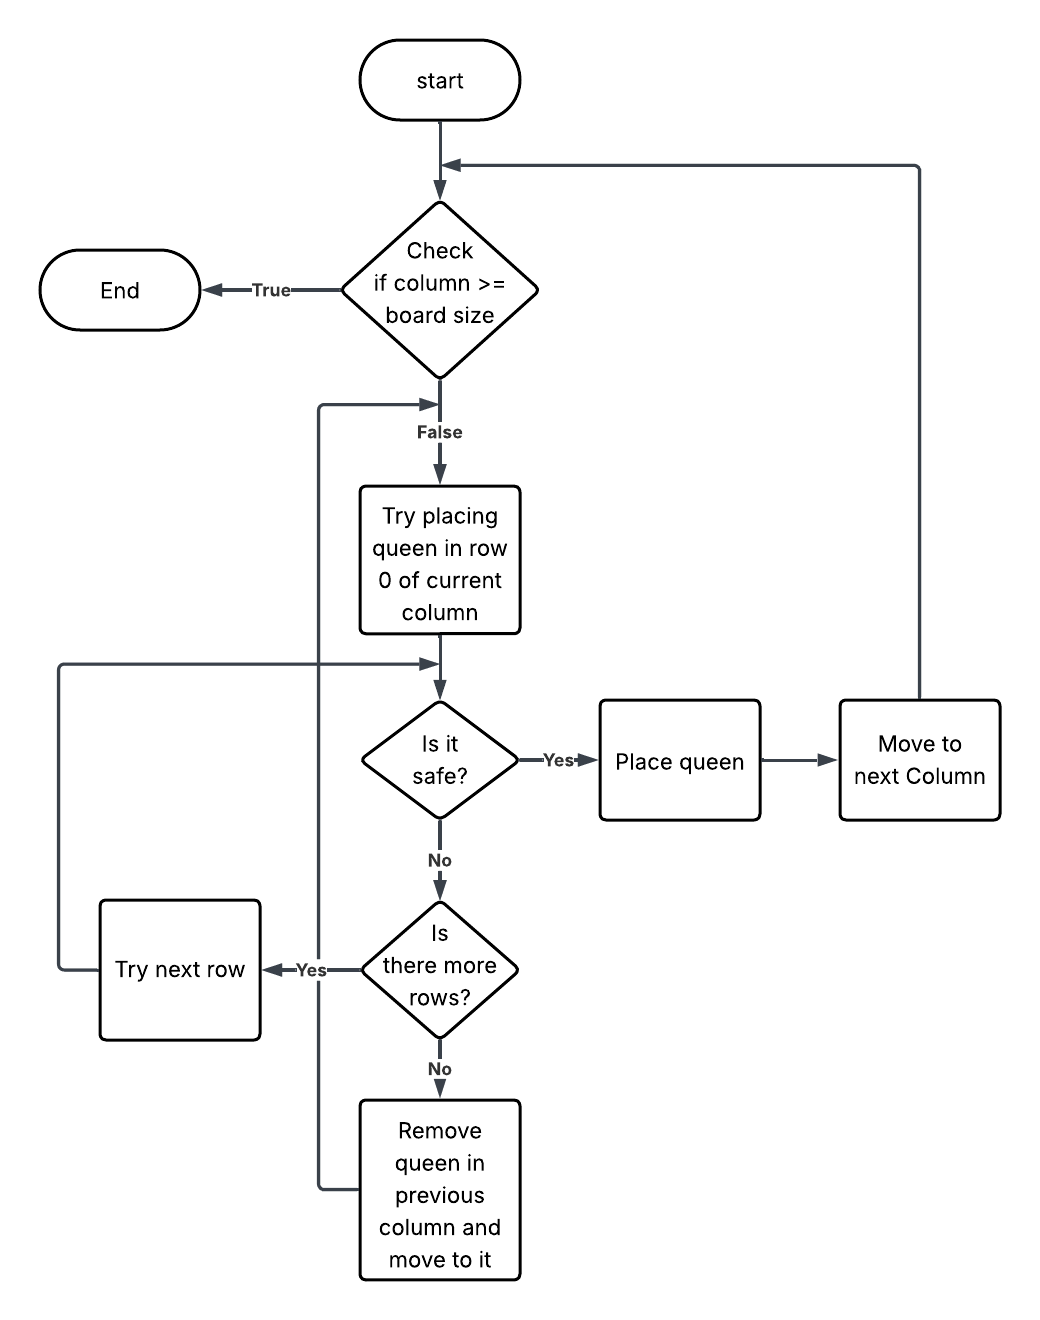 start
Check
if column >=
board size
True
End
False
Try placing
queen in row
0 of current
column
Is it
safe?
Yes
Place queen
Move to
next Column
No
Is
there more
rows?
Yes
Try next row
No
Remove
queen in
previous
column and
move to it